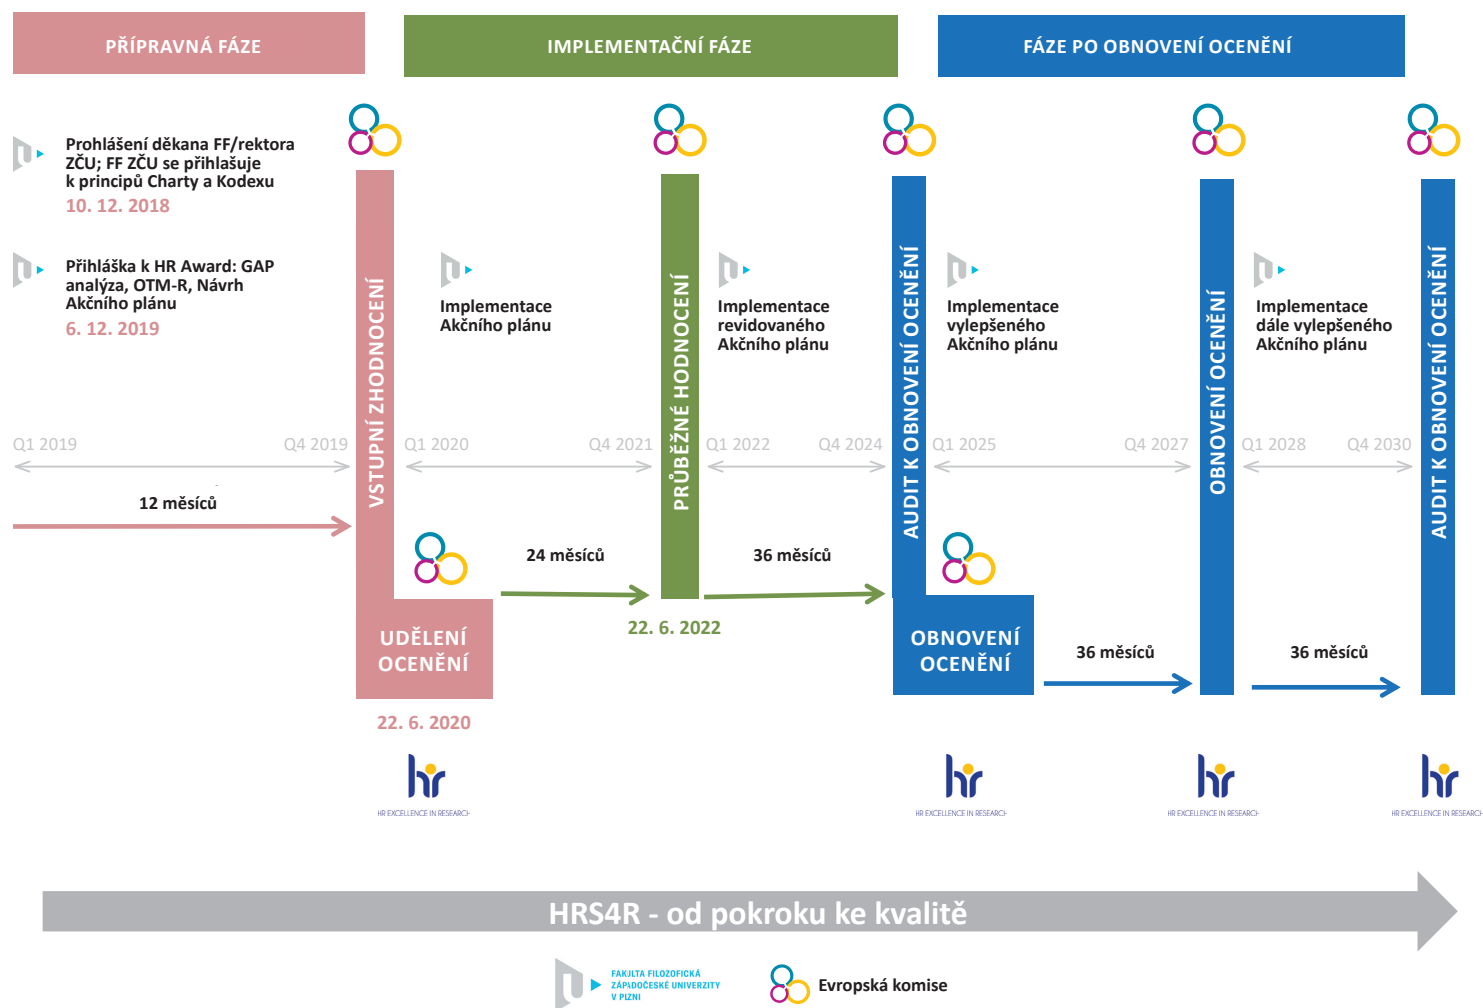 PŘÍPRAVNÁ FÁZE
IMPLEMENTAČNÍ FÁZE
FÁZE PO OBNOVENÍ OCENĚNÍ
Prohlášení děkana FF/rektora
ZČU; FF ZČU se přihlašuje
k principů Charty a Kodexu
10. 12. 2018
Přihláška k HR Award: GAP
analýza, OTM-R, Návrh
Akčního plánu
6. 12. 2019
VSTUPNÍ ZHODNOCENÍ
Implementace
Akčního plánu
PRŮBĚŽNÉ HODNOCENÍ
Implementace
revidovaného
Akčního plánu
AUDIT K OBNOVENÍ OCENĚNÍ
Implementace
vylepšeného
Akčního plánu
OBNOVENÍ OCENĚNÍ
Implementace
dále vylepšeného
Akčního plánu
AUDIT K OBNOVENÍ OCENĚNÍ
Q1 2019
Q4 2019
Q1 2020
Q4 2021
Q1 2022
Q4 2024
Q1 2025
Q4 2027
Q1 2028
Q4 2030
12 měsíců
24 měsíců
36 měsíců
36 měsíců
36 měsíců
UDĚLENÍ
OCENĚNÍ
22. 6. 2020
22. 6. 2022
OBNOVENÍ
OCENĚNÍ
hr
HR EXCELLENCE IN RESEARCH
hr
HR EXCELLENCE IN RESEARCH
hr
HR EXCELLENCE IN RESEARCH
hr
HR EXCELLENCE IN RESEARCH
HRS4R - od pokroku ke kvalitě
FAKULTA FILOZOFICKÁ
ZÁPADOČESKÉ UNIVERZITY
V PLZNI
Evropská komise